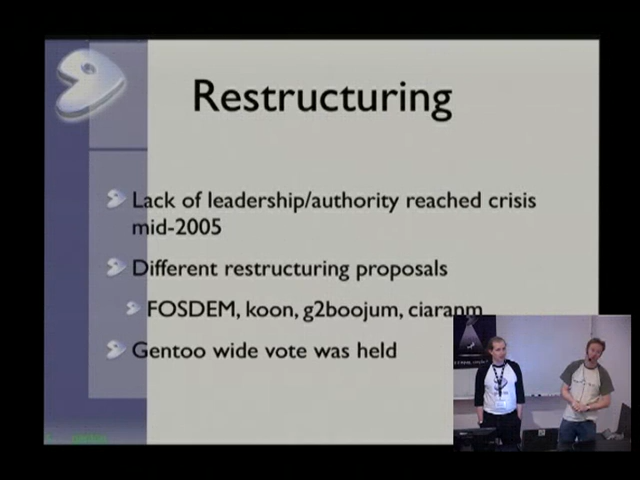 Restructuring
Lack of leadership/authority reached crisis
mid-2005
Different restructuring proposals
FOSDEM, koon, g2boojum, ciaranm
Gentoo wide vote was held